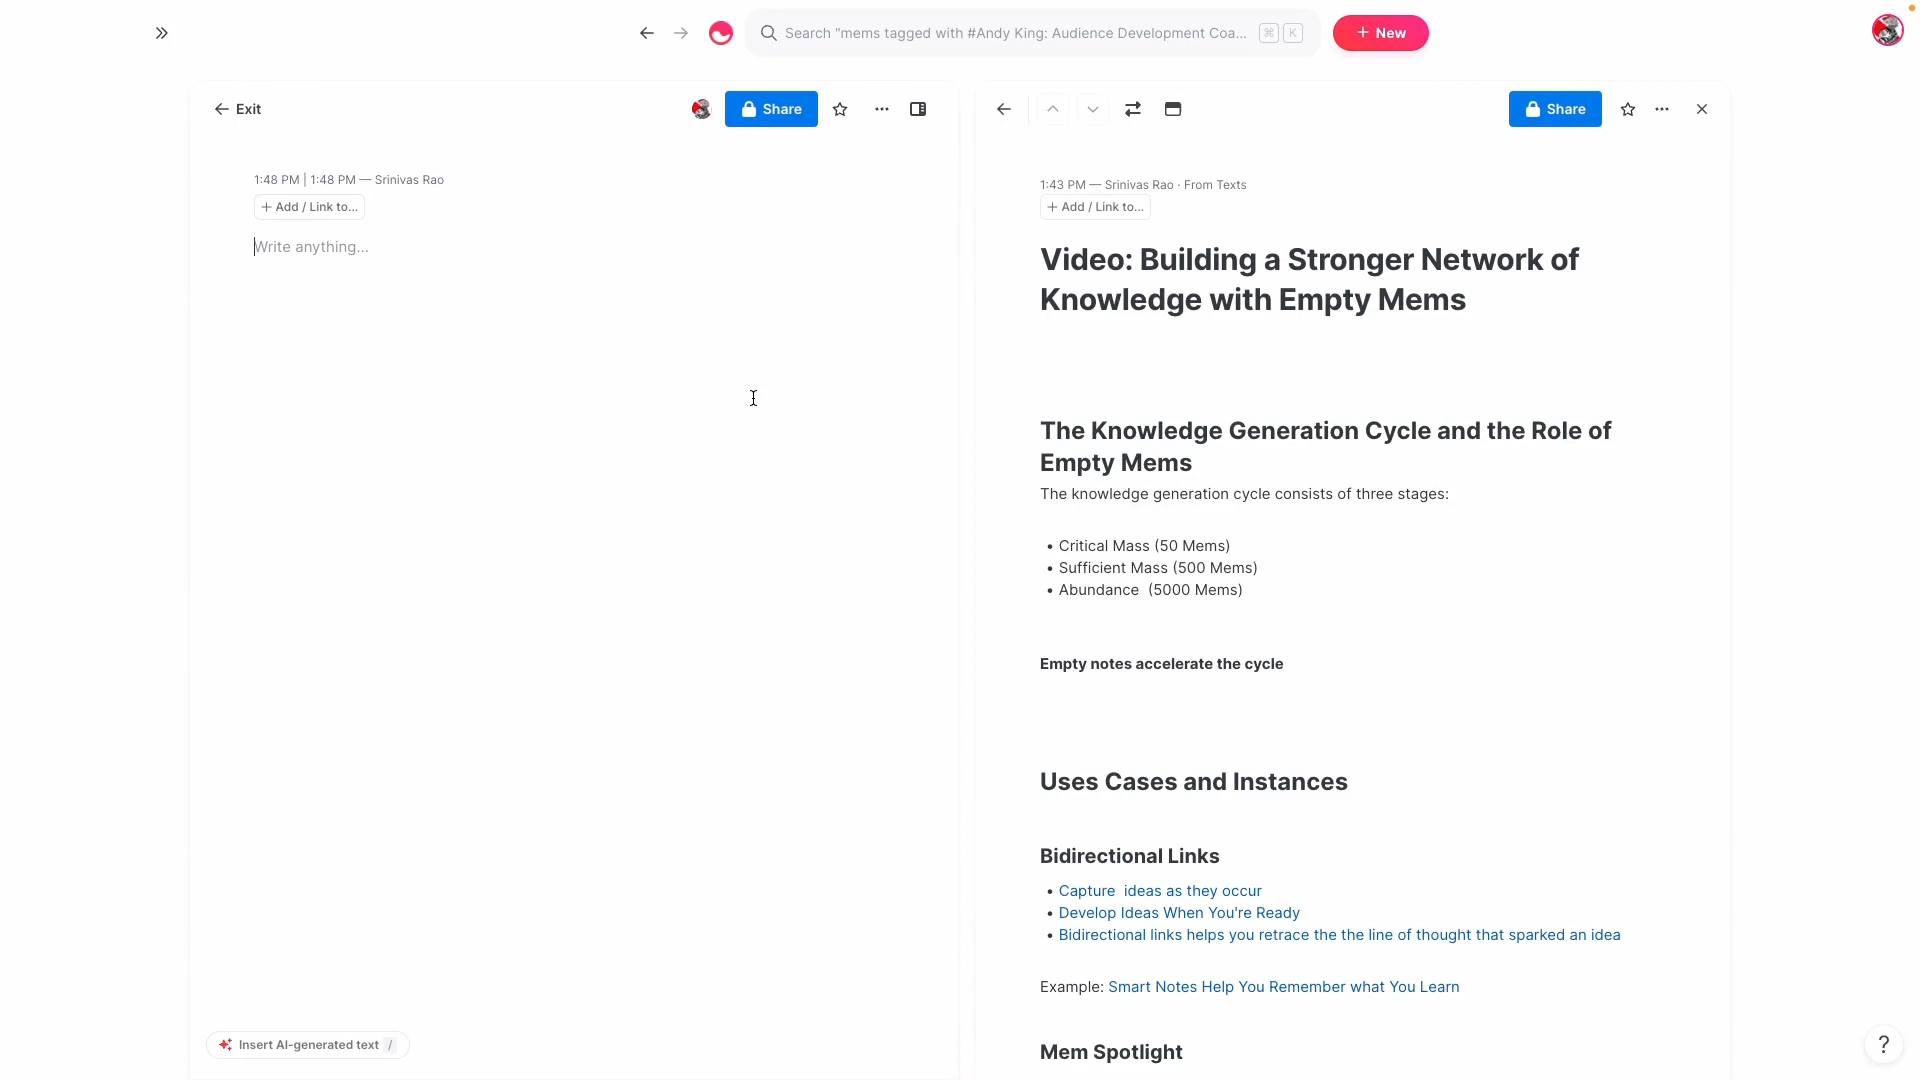 Search "mems tagged with #Andy King: Audience Development Coa... ⌘ K
+ New
Exit
Share
Share
1:48 PM | 1:48 PM — Srinivas Rao
+ Add / Link to...
Write anything...
Insert AI-generated text /
1:43 PM — Srinivas Rao · From Texts
+ Add / Link to...
Video: Building a Stronger Network of
Knowledge with Empty Mems
The Knowledge Generation Cycle and the Role of
Empty Mems
The knowledge generation cycle consists of three stages:
• Critical Mass (50 Mems)
• Sufficient Mass (500 Mems)
• Abundance  (5000 Mems)
Empty notes accelerate the cycle
Uses Cases and Instances
Bidirectional Links
• Capture  ideas as they occur
• Develop Ideas When You're Ready
• Bidirectional links helps you retrace the the line of thought that sparked an idea
Example: Smart Notes Help You Remember what You Learn
Mem Spotlight
?